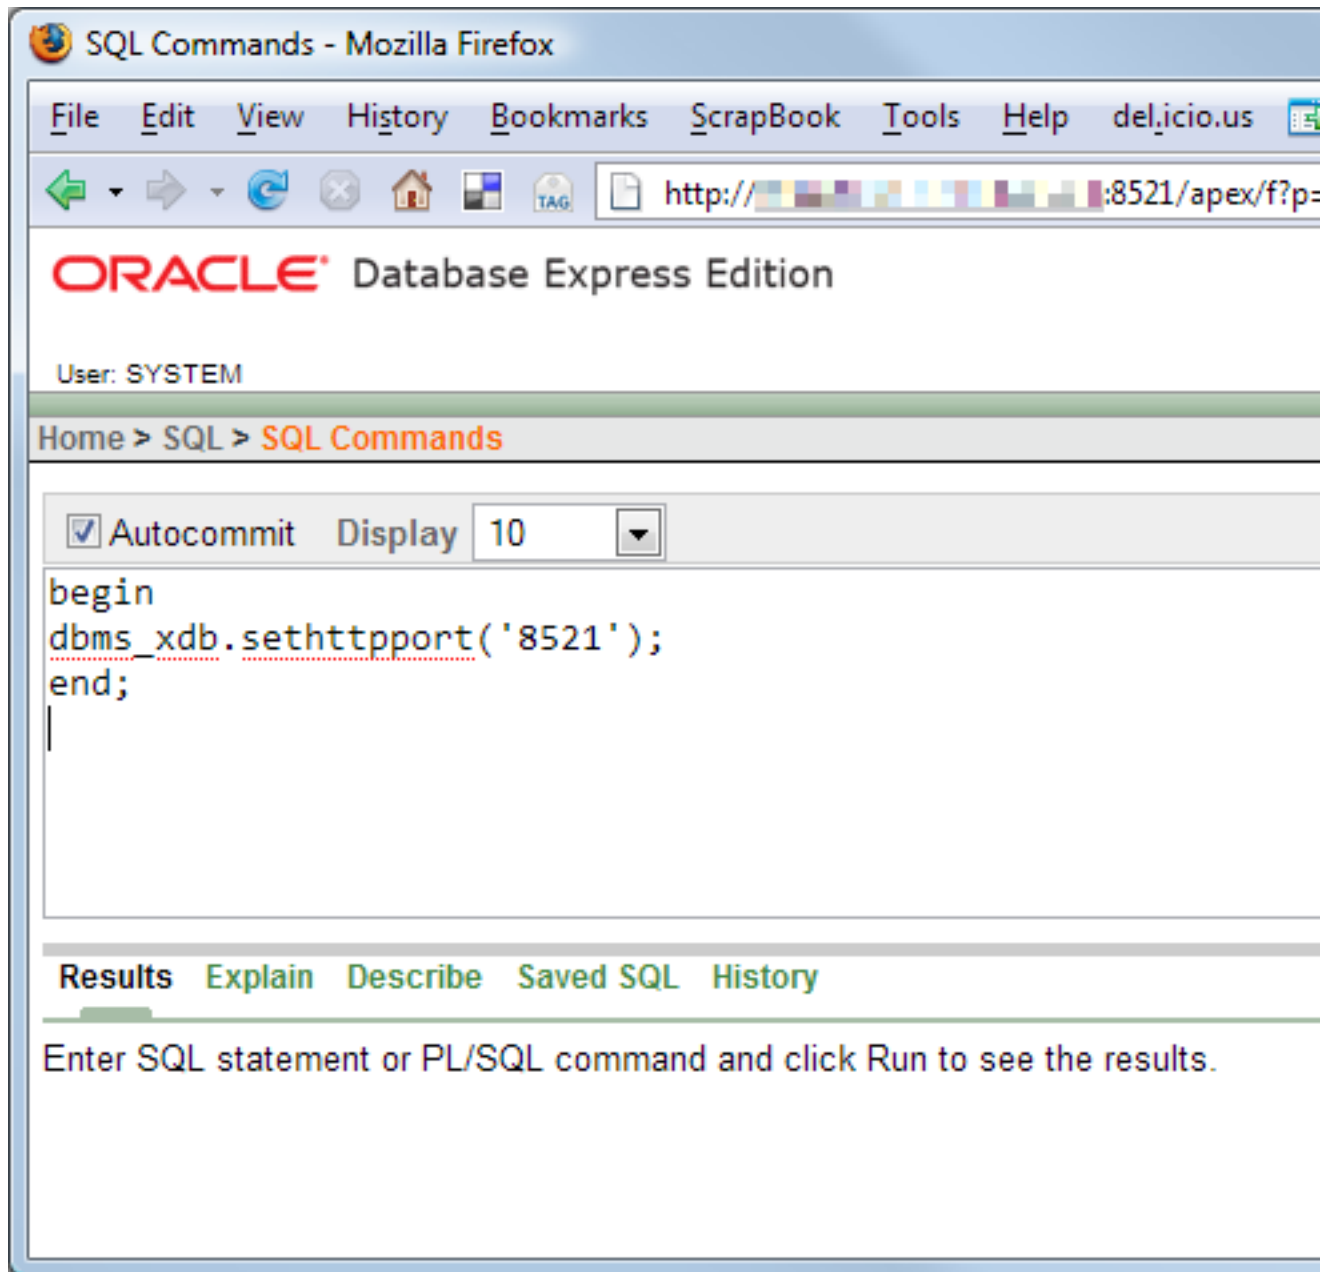 SQL Commands - Mozilla Firefox
File Edit View History Bookmarks ScrapBook Tools Help del.icio.us
TAG http:// :8521/apex/f?p=
ORACLE Database Express Edition
User: SYSTEM
Home > SQL > SQL Commands
Autocommit Display 10
begin
dbms_xdb.sethttpport('8521');
end;
Results Explain Describe Saved SQL History
Enter SQL statement or PL/SQL command and click Run to see the results.